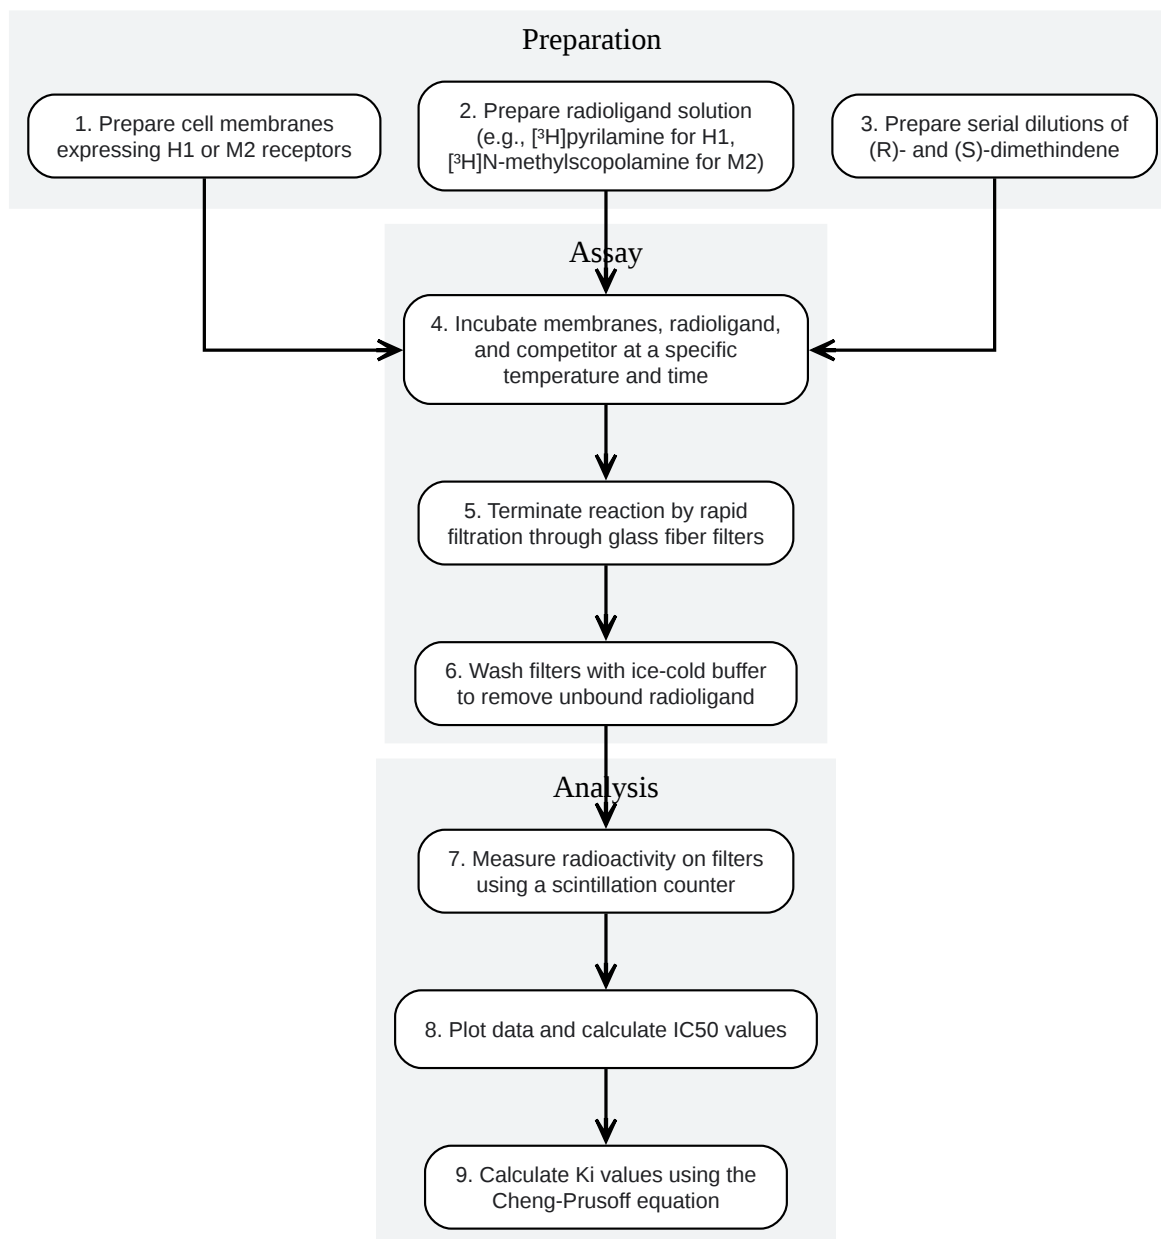 Preparation
1. Prepare cell membranes
expressing H1 or M2 receptors
2. Prepare radioligand solution
(e.g., [³H]pyrilamine for H1,
[³H]N-methylscopolamine for M2)
3. Prepare serial dilutions of
(R)- and (S)-dimethindene
Assay
4. Incubate membranes, radioligand,
and competitor at a specific
temperature and time
5. Terminate reaction by rapid
filtration through glass fiber filters
6. Wash filters with ice-cold buffer
to remove unbound radioligand
Analysis
7. Measure radioactivity on filters
using a scintillation counter
8. Plot data and calculate IC50 values
9. Calculate Ki values using the
Cheng-Prusoff equation